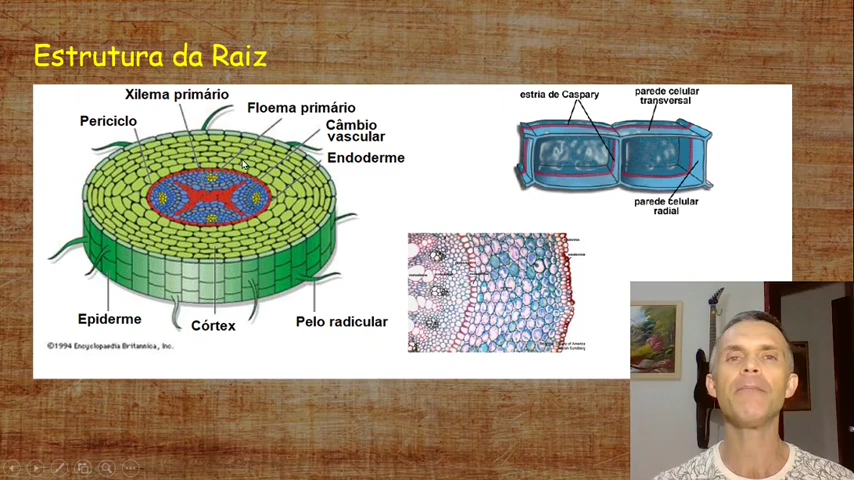 Estrutura da Raiz
Xilema primário
Floema primário
Periciclo
Câmbio
vascular
Endoderme
Epiderme
Córtex
Pelo radicular
©1994 Encyclopaedia Britannica, Inc.
estria de Caspary
parede celular
transversal
parede celular
radial